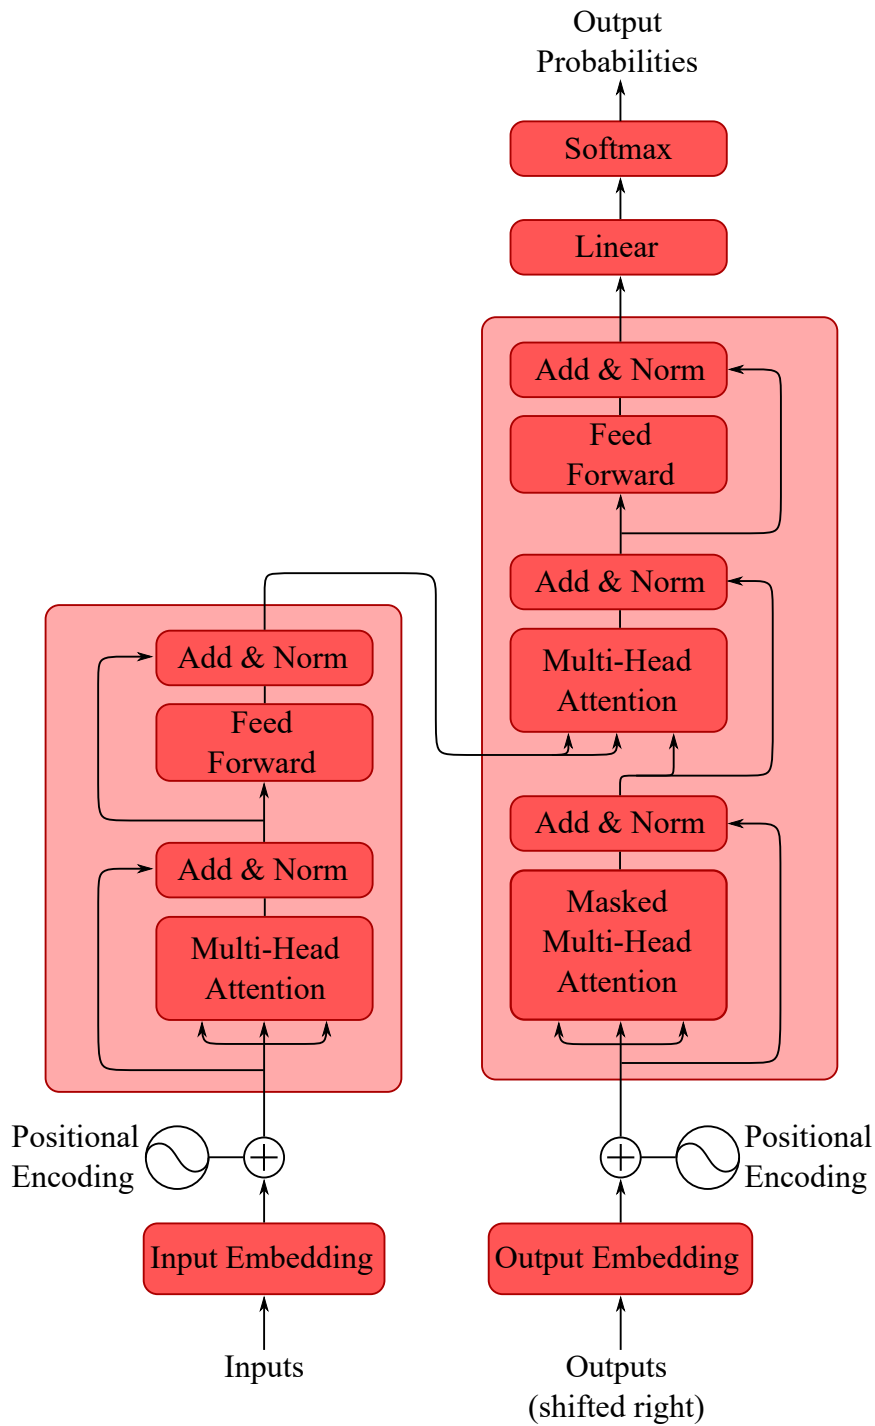 Output
Probabilities
Softmax
Linear
Add & Norm
Feed
Forward
Add & Norm
Multi-Head
Attention
Add & Norm
Masked
Multi-Head
Attention
Add & Norm
Feed
Forward
Add & Norm
Multi-Head
Attention
Positional
Encoding
Positional
Encoding
Input Embedding
Output Embedding
Inputs
Outputs
(shifted right)